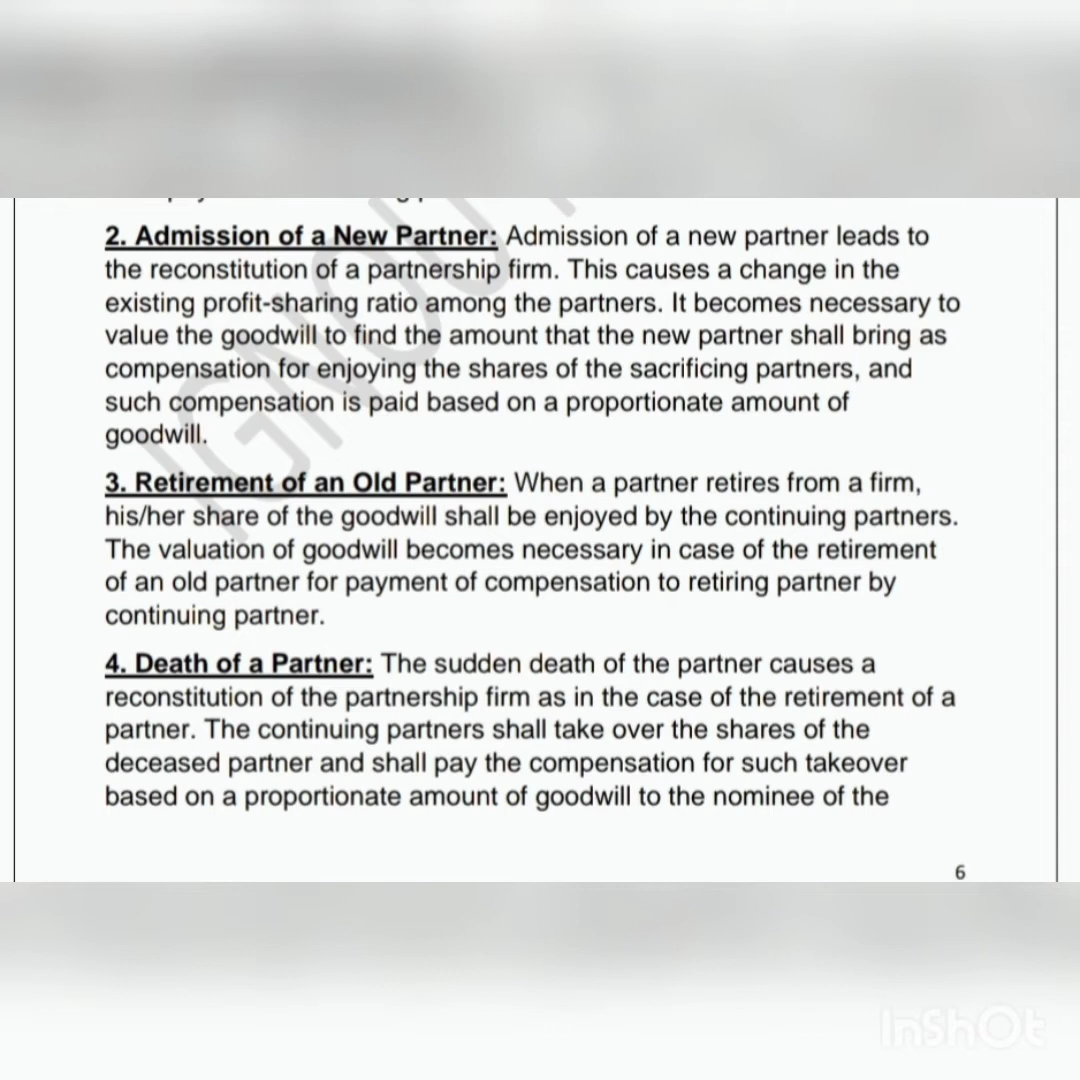 2. Admission of a New Partner: Admission of a new partner leads to
the reconstitution of a partnership firm. This causes a change in the
existing profit-sharing ratio among the partners. It becomes necessary to
value the goodwill to find the amount that the new partner shall bring as
compensation for enjoying the shares of the sacrificing partners, and
such compensation is paid based on a proportionate amount of
goodwill.
3. Retirement of an Old Partner: When a partner retires from a firm,
his/her share of the goodwill shall be enjoyed by the continuing partners.
The valuation of goodwill becomes necessary in case of the retirement
of an old partner for payment of compensation to retiring partner by
continuing partner.
4. Death of a Partner: The sudden death of the partner causes a
reconstitution of the partnership firm as in the case of the retirement of a
partner. The continuing partners shall take over the shares of the
deceased partner and shall pay the compensation for such takeover
based on a proportionate amount of goodwill to the nominee of the
6
IGNOU
InShOt